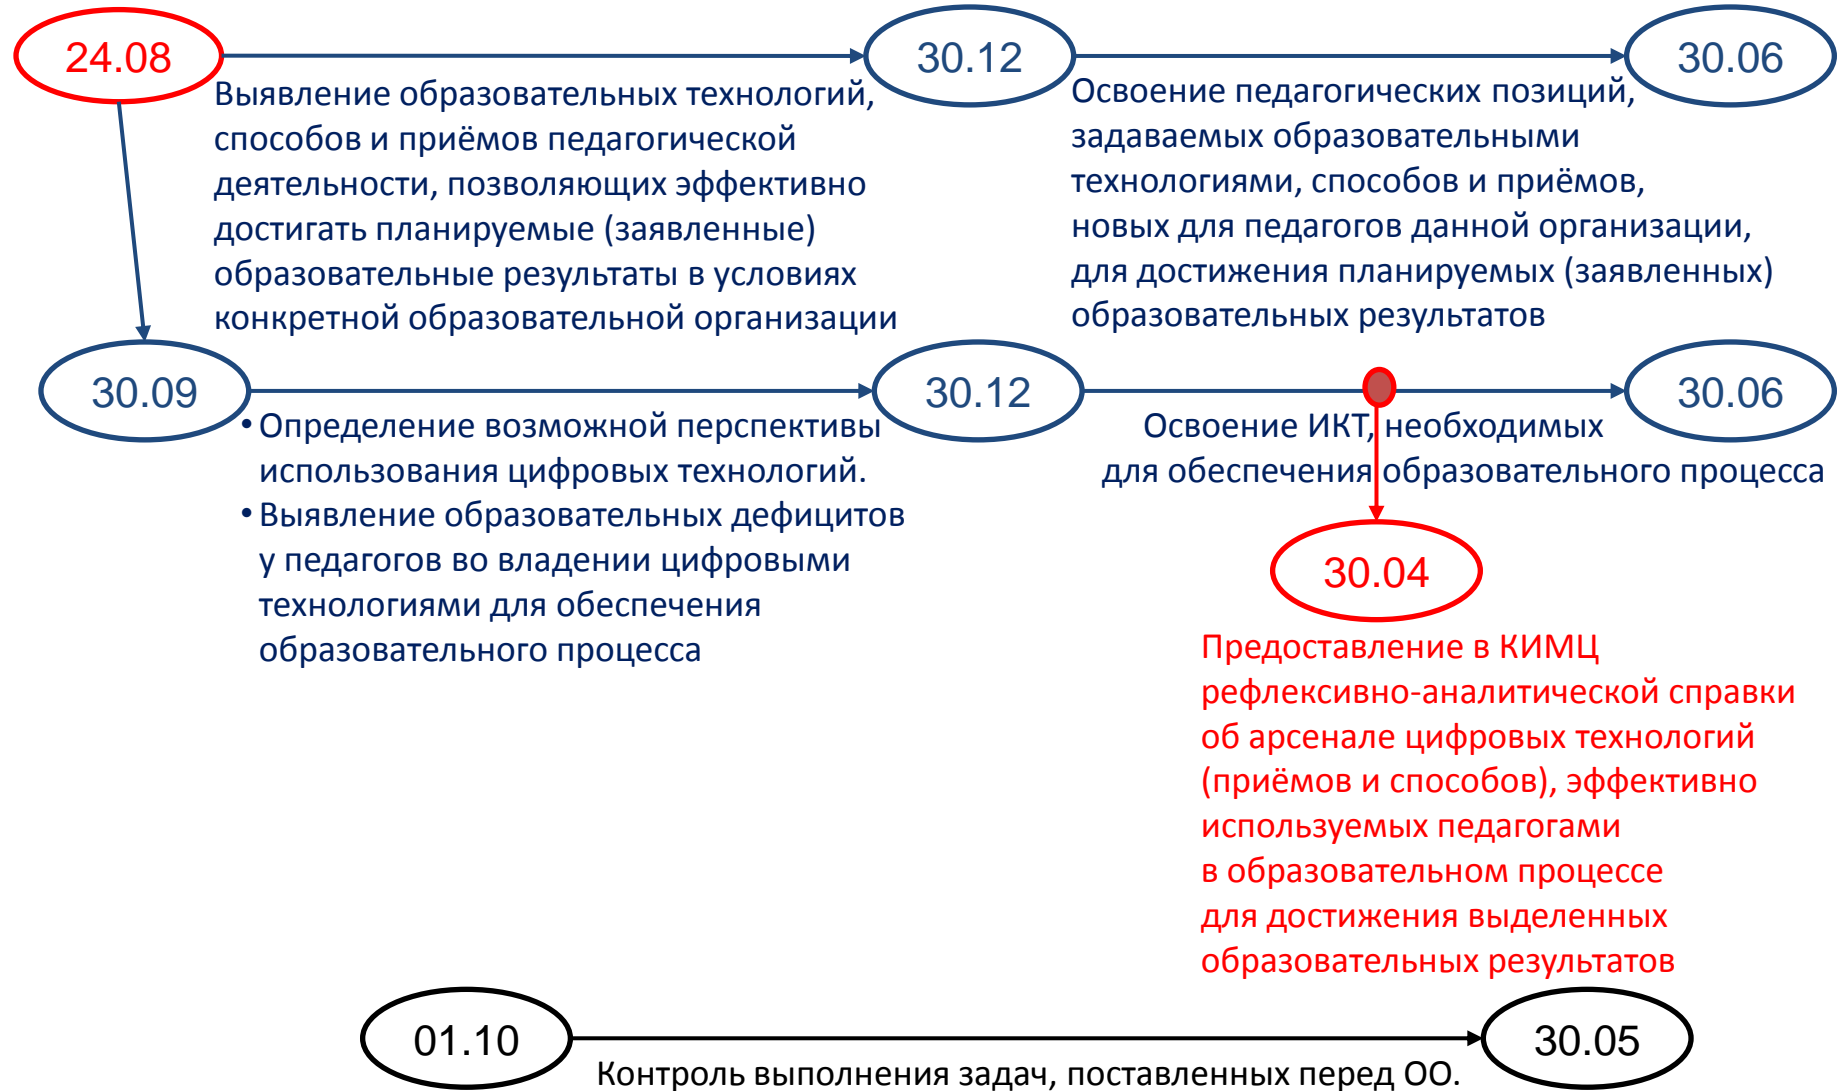 24.08
30.12
30.06
Выявление образовательных технологий,
способов и приёмов педагогической
деятельности, позволяющих эффективно
достигать планируемые (заявленные)
образовательные результаты в условиях
конкретной образовательной организации
Освоение педагогических позиций,
задаваемых образовательными
технологиями, способов и приёмов,
новых для педагогов данной организации,
для достижения планируемых (заявленных)
образовательных результатов
30.09
30.12
30.06
• Определение возможной перспективы
использования цифровых технологий.
• Выявление образовательных дефицитов
у педагогов во владении цифровыми
технологиями для обеспечения
образовательного процесса
Освоение ИКТ, необходимых
для обеспечения образовательного процесса
30.04
Предоставление в КИМЦ
рефлексивно-аналитической справки
об арсенале цифровых технологий
(приёмов и способов), эффективно
используемых педагогами
в образовательном процессе
для достижения выделенных
образовательных результатов
01.10
30.05
Контроль выполнения задач, поставленных перед ОО.